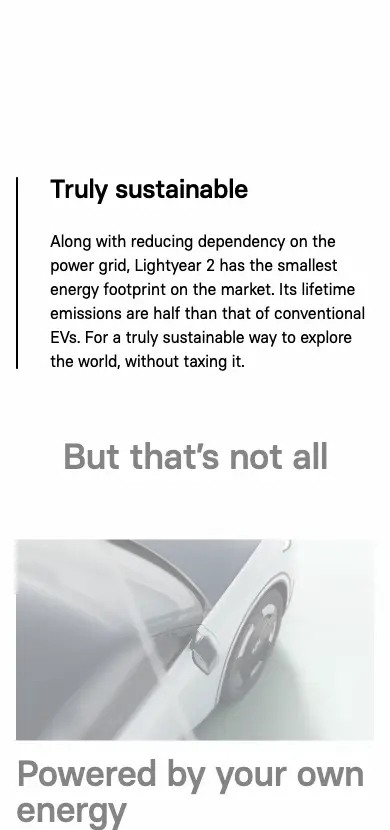 Truly sustainable
Along with reducing dependency on the
power grid, Lightyear 2 has the smallest
energy footprint on the market. Its lifetime
emissions are half than that of conventional
EVs. For a truly sustainable way to explore
the world, without taxing it.
But that’s not all
Powered by your own
energy